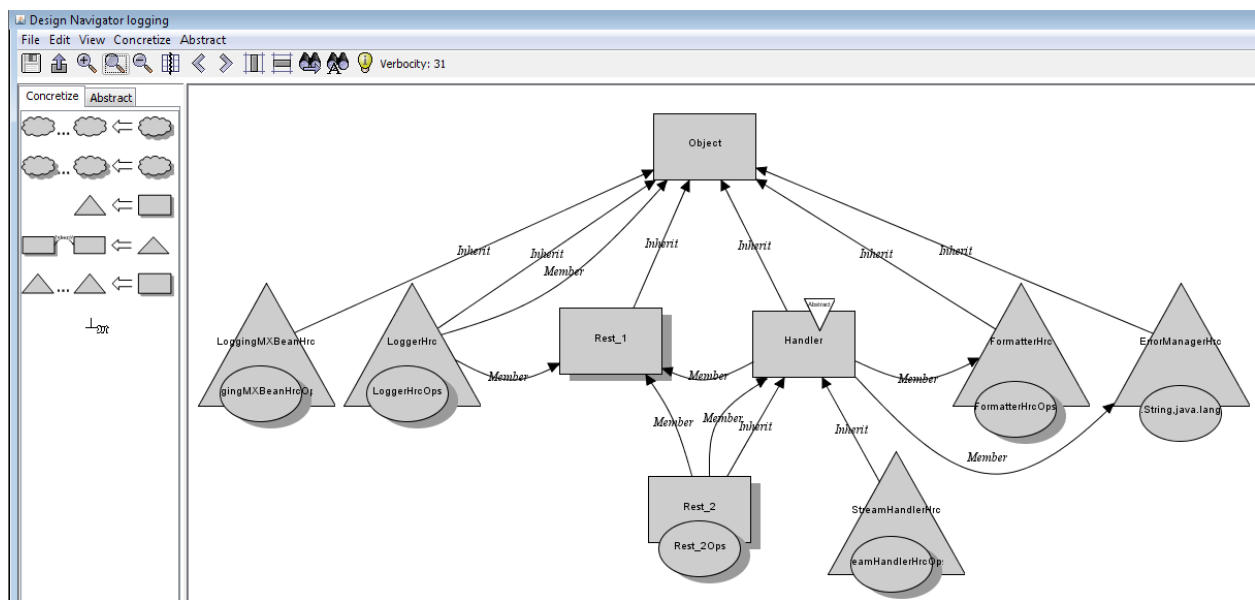 Design Navigator logging
File Edit View Concretize Abstract
Verbocity: 31
Concretize Abstract
Object
Inherit
Inherit
Member
Inherit
Inherit
Inherit
Inherit
LoggingMXBeanHrc
ggingMXBeanHrcOp
LoggerHrc
LoggerHrcOps
Rest_1
Abstract
Handler
FormatterHrc
FormatterHrcOps
ErrorManagerHrc
.String,java.lang
Member
Member
Member
Member
Member
Inherit
Inherit
Member
Rest_2
Rest_2Ops
StreamHandlerHrc
eamHandlerHrcOps